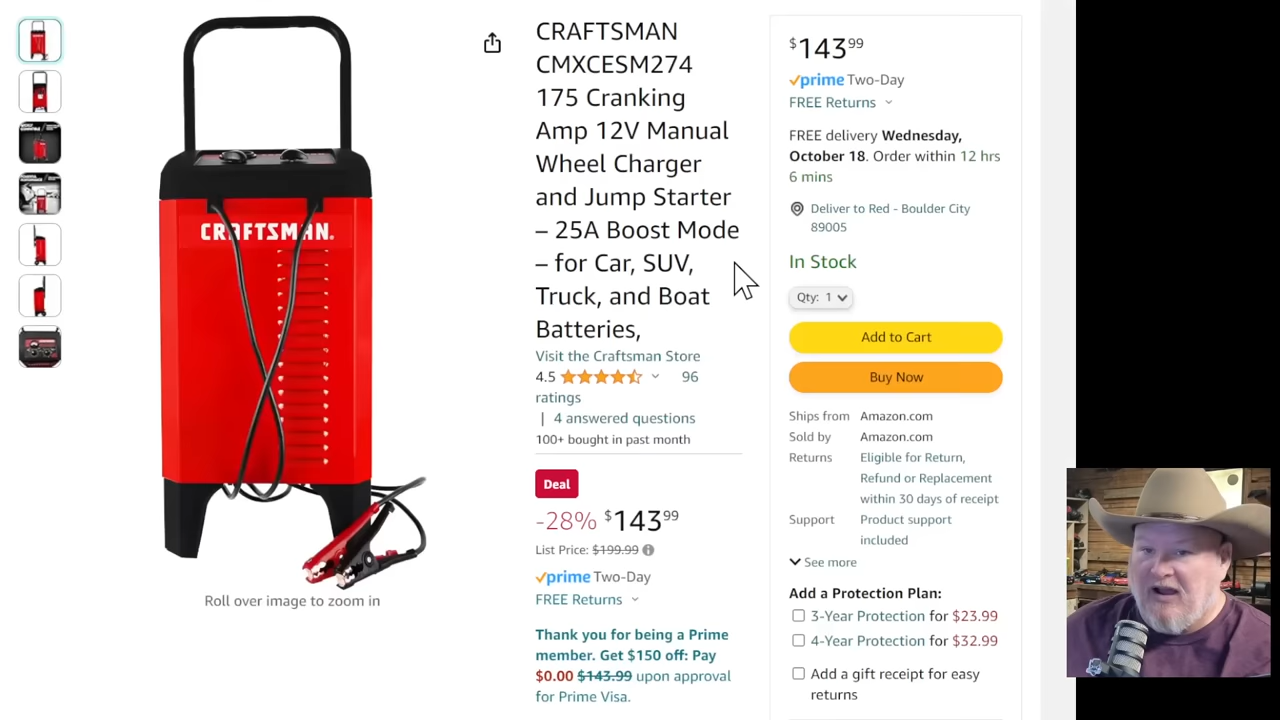 CRAFTSMAN.
Roll over image to zoom in
CRAFTSMAN
CMXCESM274
175 Cranking
Amp 12V Manual
Wheel Charger
and Jump Starter
– 25A Boost Mode
– for Car, SUV,
Truck, and Boat
Batteries,
Visit the Craftsman Store
4.5 96
ratings
| 4 answered questions
100+ bought in past month
Deal
-28% $143 99
List Price: $199.99
prime Two-Day
FREE Returns
Thank you for being a Prime
member. Get $150 off: Pay
$0.00 $143.99 upon approval
for Prime Visa.
$143 99
prime Two-Day
FREE Returns
FREE delivery Wednesday,
October 18. Order within 12 hrs
6 mins
Deliver to Red - Boulder City
89005
In Stock
Qty: 1
Add to Cart
Buy Now
Ships from Amazon.com
Sold by Amazon.com
Returns Eligible for Return,
Refund or Replacement
within 30 days of receipt
Support Product support
included
See more
Add a Protection Plan:
3-Year Protection for $23.99
4-Year Protection for $32.99
Add a gift receipt for easy
returns